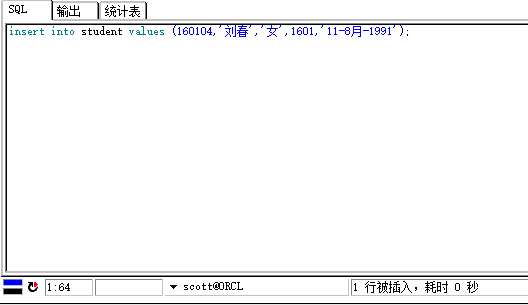 SQL 输出 统计表
insert into student values (160104,'刘春','女',1601,'11-8月-1991');
1:64 scott@ORCL 1 行被插入，耗时 0 秒